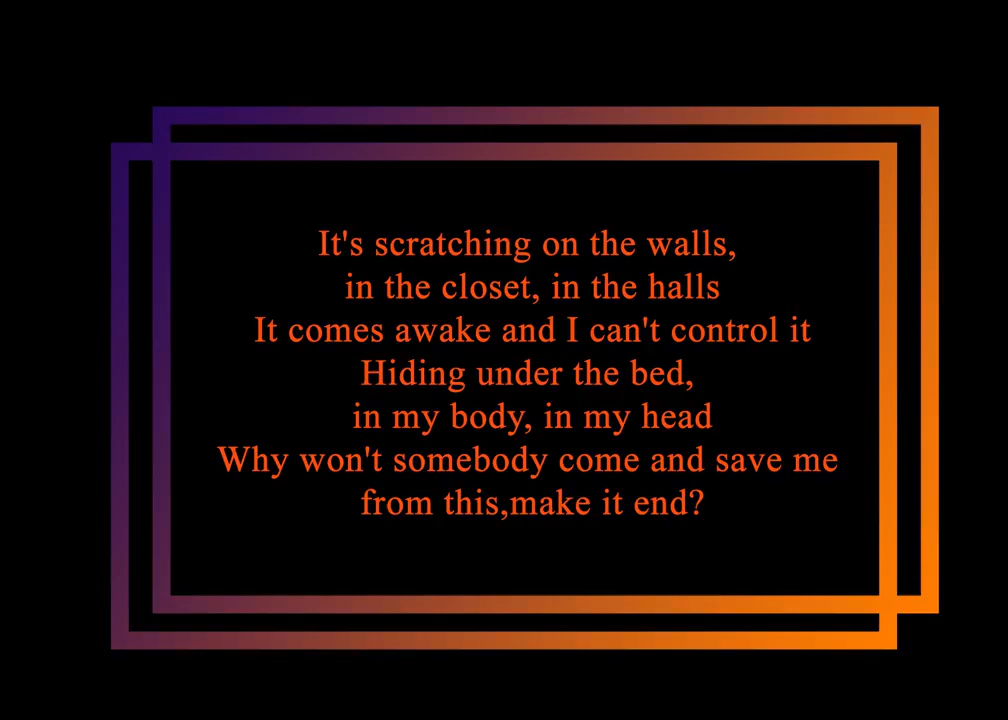 It's scratching on the walls,
in the closet, in the halls
It comes awake and I can't control it
Hiding under the bed,
in my body, in my head
Why won't somebody come and save me
from this,make it end?